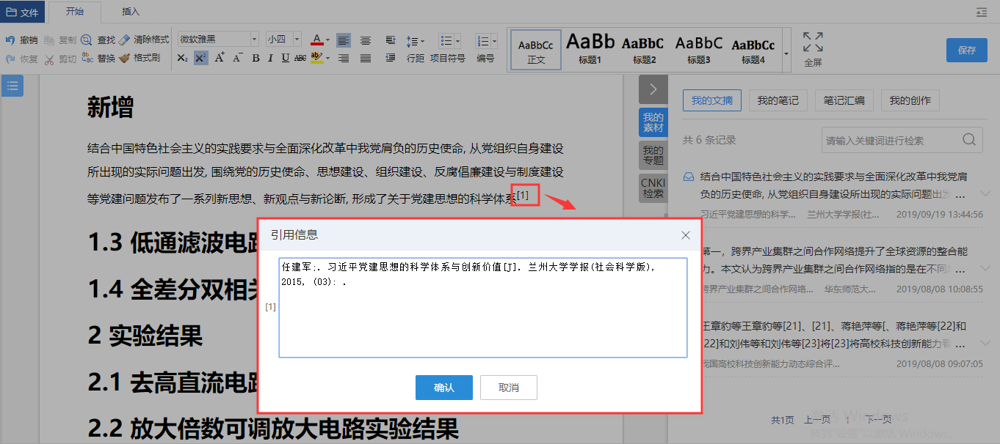 文件 开始 插入
撤销 复制 查找 清除格式 微软雅黑 小四
恢复 剪切 替换 格式刷 行距 项目符号 编号
AaBbCc AaBb AaBbC AaBbC AaBbCc
正文 标题1 标题2 标题3 标题4
全屏
保存
新增
结合中国特色社会主义的实践要求与全面深化改革中我党肩负的历史使命, 从党组织自身建设
所出现的实际问题出发, 围绕党的历史使命、思想建设、组织建设、反腐倡廉建设与制度建设
等党建问题发布了一系列新思想、新观点与新论断, 形成了关于党建思想的科学体系[1]
1.3 低通滤波电路
1.4 全差分双相关
2 实验结果
2.1 去高直流电路
2.2 放大倍数可调放大电路实验结果
引用信息
[1]
任建军;. 习近平党建思想的科学体系与创新价值[J]. 兰州大学学报(社会科学版),
2015, (03): .
确认 取消
我的
素材
我的
专题
CNKI
检索
我的文摘 我的笔记 笔记汇编 我的创作
共 6 条记录 请输入关键词进行检索
结合中国特色社会主义的实践要求与全面深化改革中我党肩
负的历史使命, 从党组织自身建设所出现的实际问题出发 ...
习近平党建思想的科学... 兰州大学学报(社... 2019/09/19 13:44:56
第一，跨界产业集群之间合作网络提升了全球资源的整合能
力。本文认为跨界产业集群之间合作网络指的是在不同 ...
跨界产业集群之间合作网络... 华东师范大... 2019/08/08 10:08:55
王章豹等王章豹等[21]、[21]、蒋艳萍等[、蒋艳萍等[22]和
[22]和刘伟等和刘伟等[23]将[23]将高校科技创新能力看 ...
我国高校科技创新能力动态综合评... 2019/08/08 09:07:05
共1页 上一页 1 下一页
激活 Windows
转到"设置"以激活 Windows。